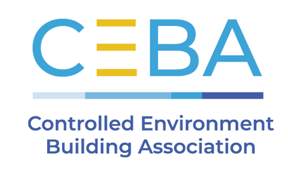 CEBA
Controlled Environment
Building Association